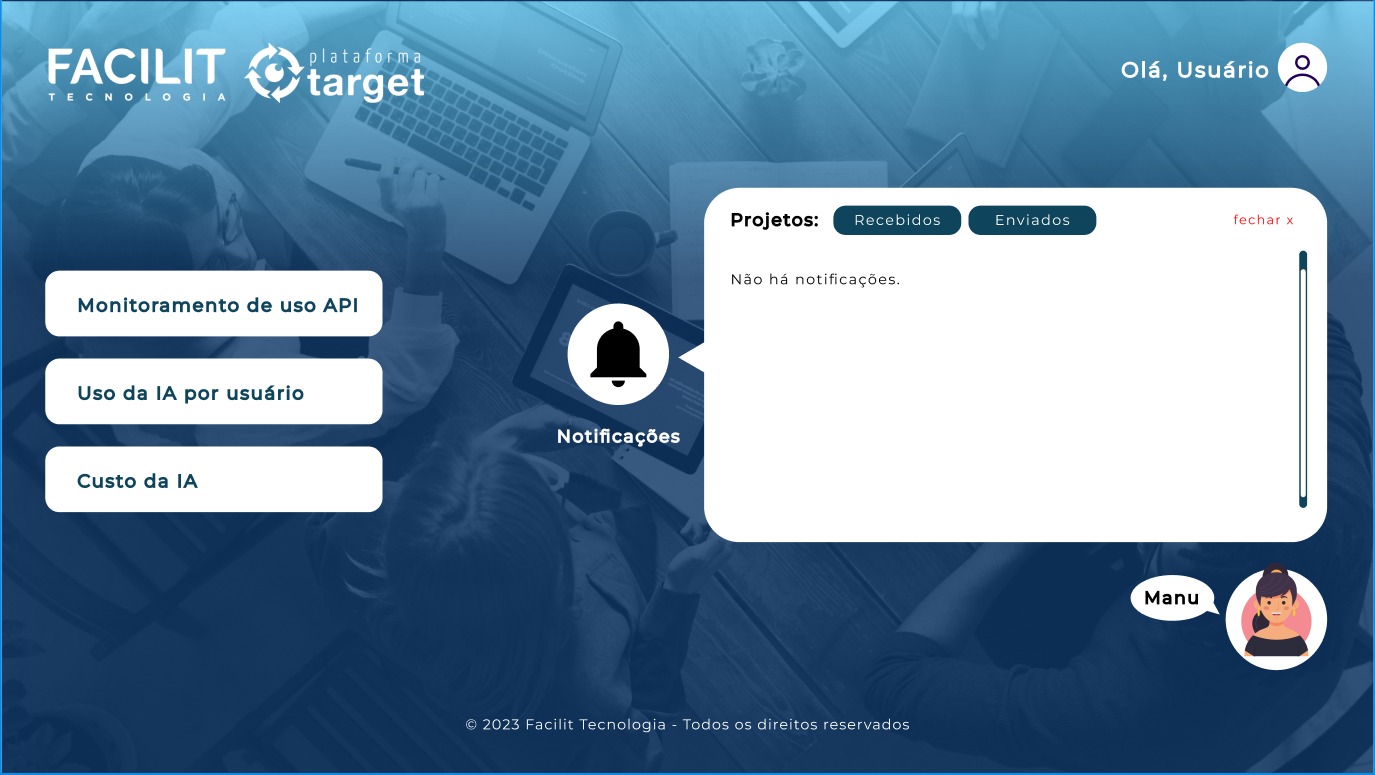 FACILIT
TECNOLOGIA
plataforma
target
Olá, Usuário
Projetos: Recebidos Enviados fechar x
Não há notificações.
Monitoramento de uso API
Uso da IA por usuário
Custo da IA
Notificações
Manu
© 2023 Facilit Tecnologia - Todos os direitos reservados